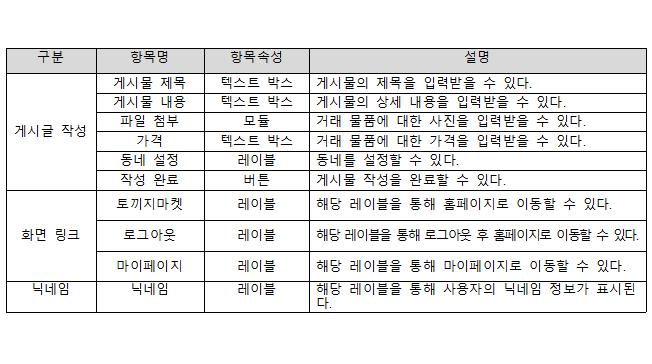 구분 항목명 항목속성 설명
게시글 작성 게시물 제목 텍스트 박스 게시물의 제목을 입력받을 수 있다.
게시물 내용 텍스트 박스 게시물의 상세 내용을 입력받을 수 있다.
파일 첨부 모듈 거래 물품에 대한 사진을 입력받을 수 있다.
가격 텍스트 박스 거래 물품에 대한 가격을 입력받을 수 있다.
동네 설정 레이블 동네를 설정할 수 있다.
작성 완료 버튼 게시물 작성을 완료할 수 있다.
화면 링크 토끼지마켓 레이블 해당 레이블을 통해 홈페이지로 이동할 수 있다.
로그아웃 레이블 해당 레이블을 통해 로그아웃 후 홈페이지로 이동할 수 있다.
마이페이지 레이블 해당 레이블을 통해 마이페이지로 이동할 수 있다.
닉네임 닉네임 레이블 해당 레이블을 통해 사용자의 닉네임 정보가 표시된
다.